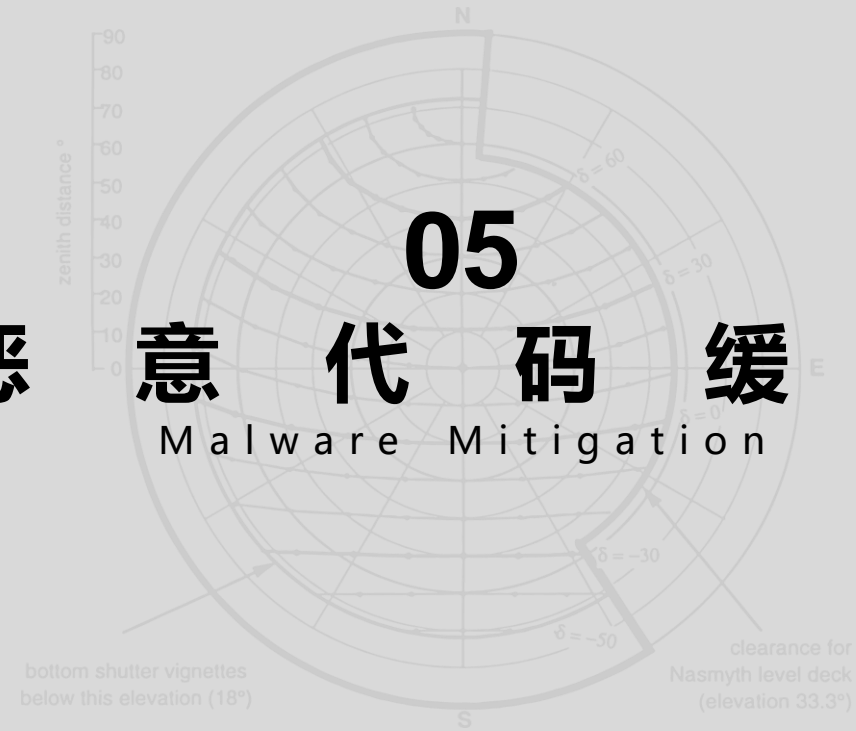 N
90
80
70
60
50
40
30
20
10
0
zenith distance °
δ = 60
δ = 30
δ = 0
δ = −30
δ = −50
E
S
05
恶意代码缓
Malware Mitigation
bottom shutter vignettes
below this elevation (18°)
clearance for
Nasmyth level deck
(elevation 33.3°)